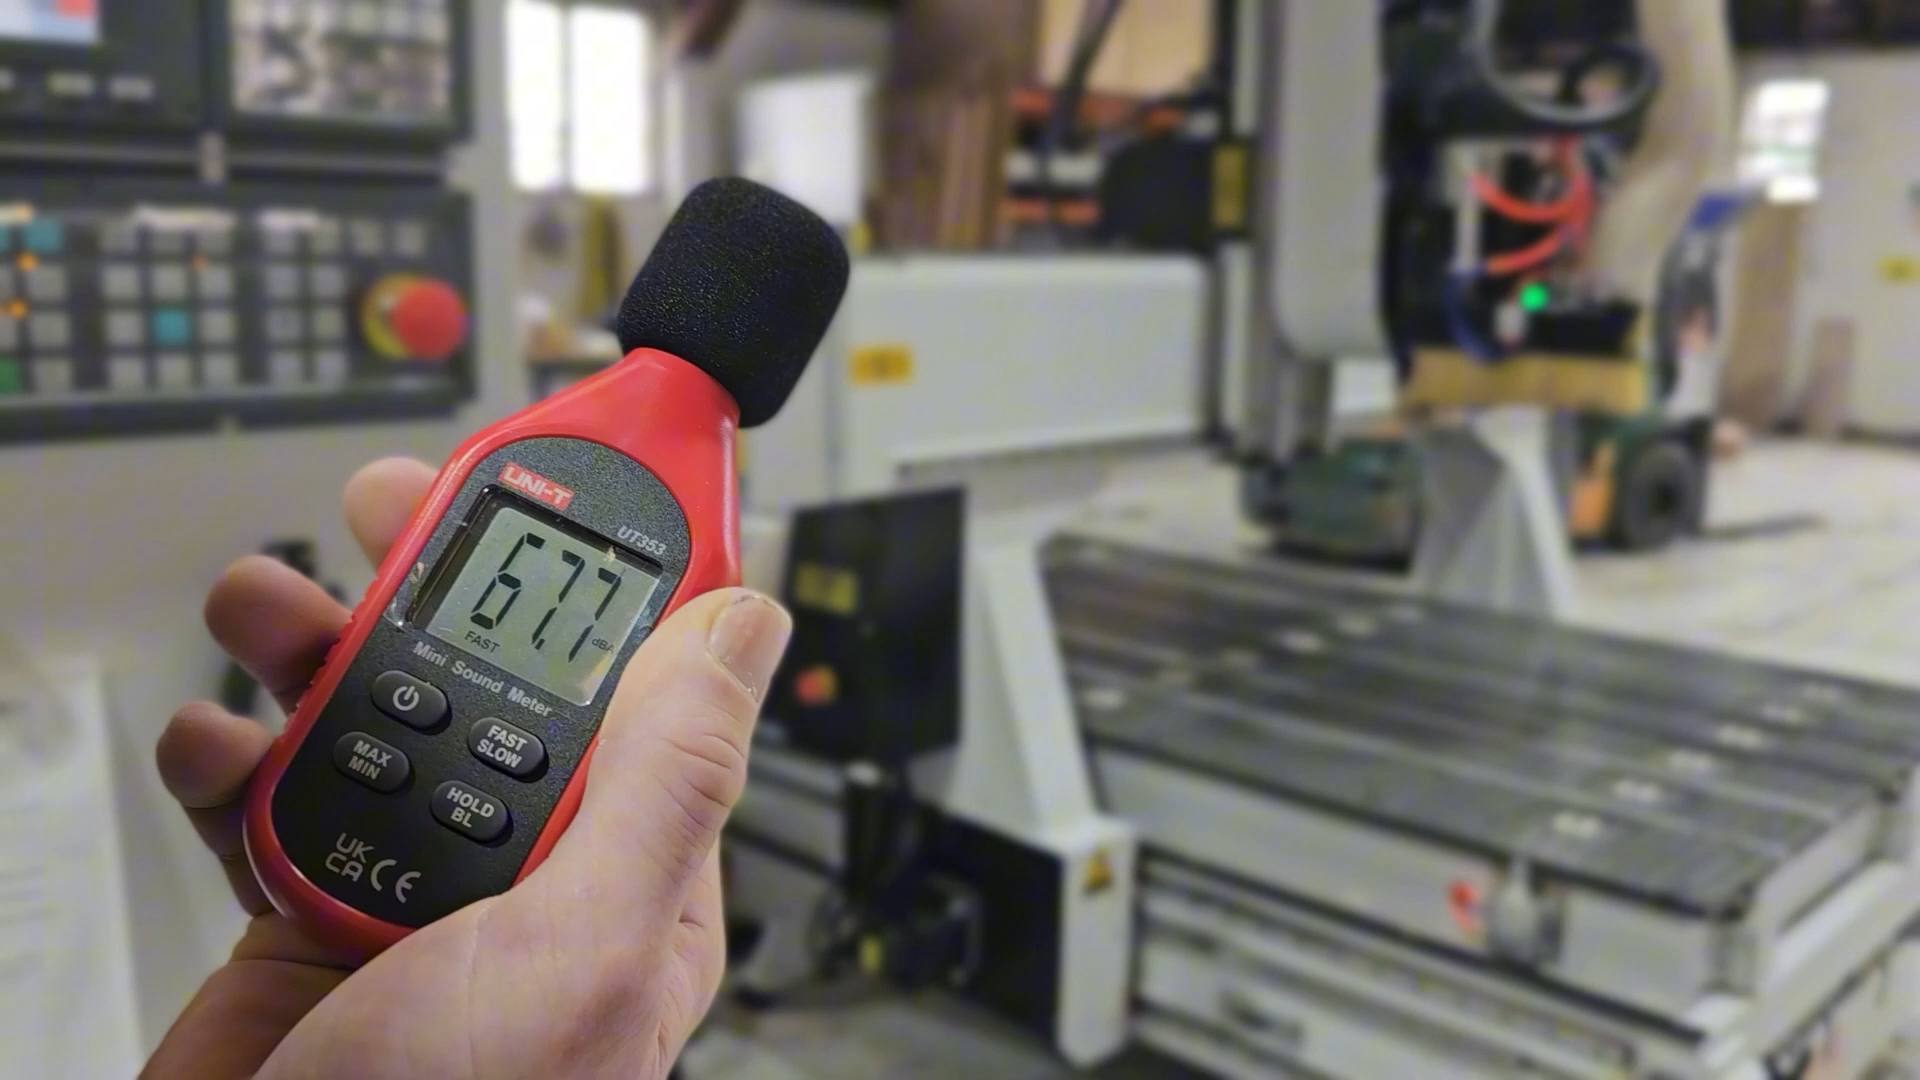 UNI-T
UT353
67.7
FAST
dBA
Mini Sound Meter
FAST
SLOW
MAX
MIN
HOLD
BL
UK
CA CE